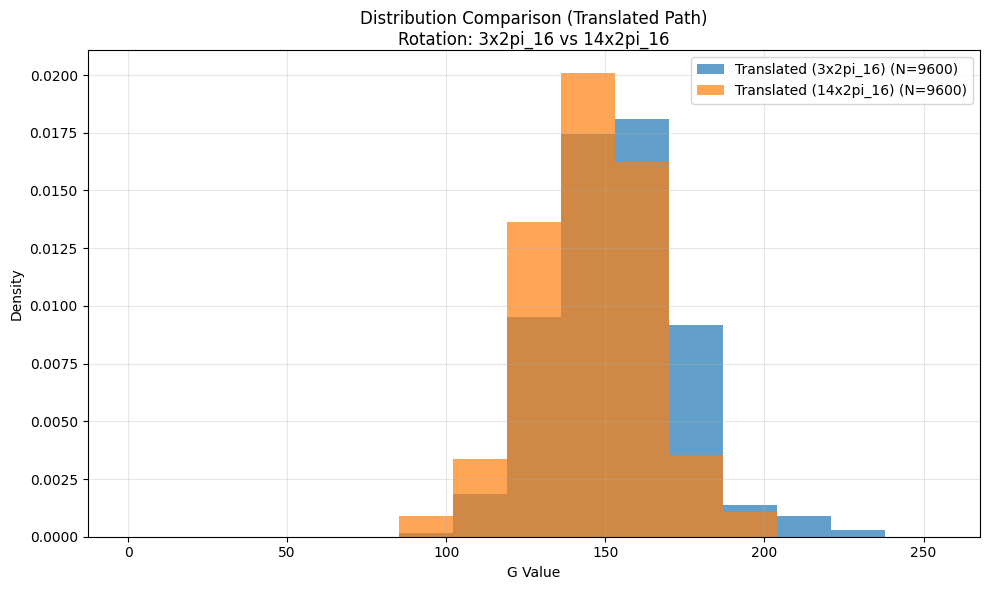 Distribution Comparison (Translated Path)
Rotation: 3x2pi_16 vs 14x2pi_16
Translated (3x2pi_16) (N=9600)
Translated (14x2pi_16) (N=9600)
Density
0.0200
0.0175
0.0150
0.0125
0.0100
0.0075
0.0050
0.0025
0.0000
0 50 100 150 200 250
G Value